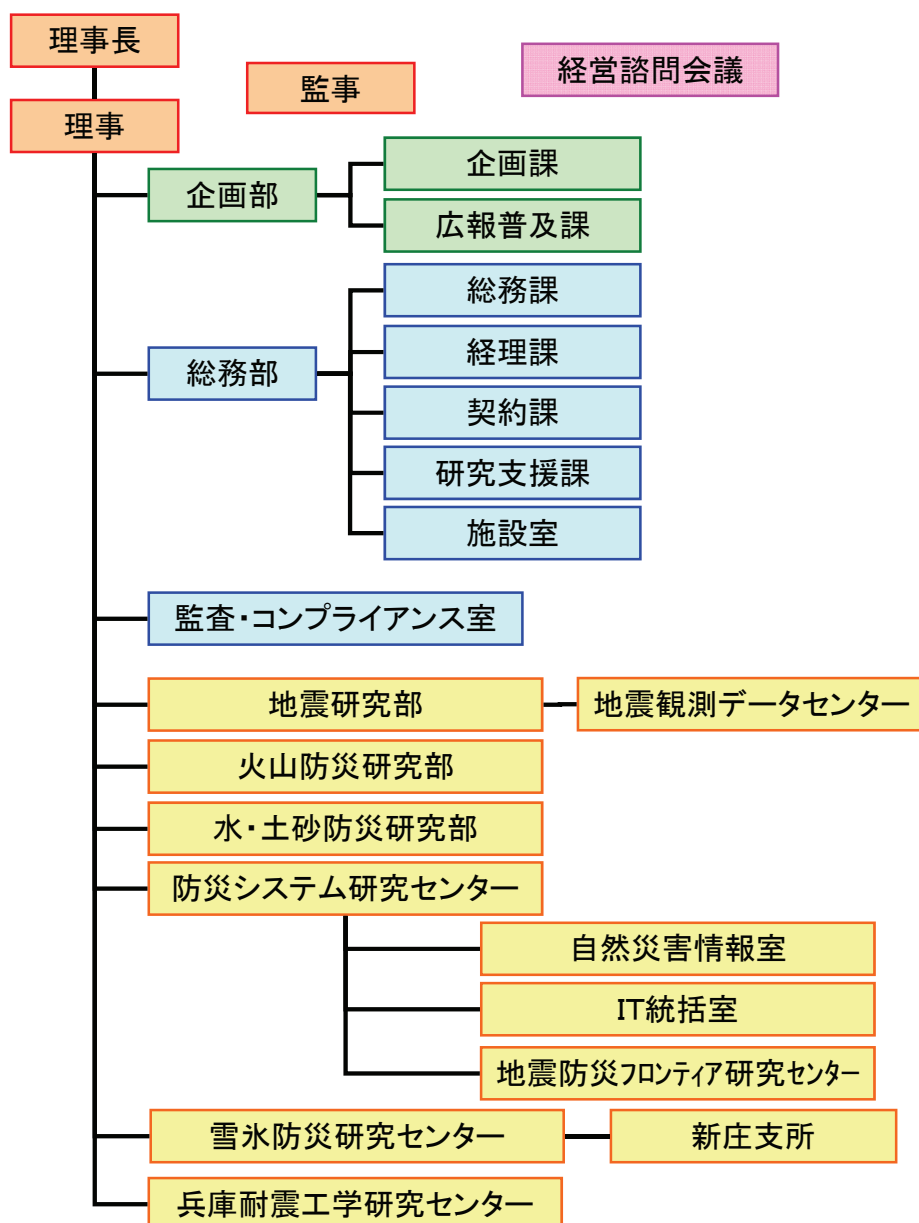 理事長
監事
経営諮問会議
理事
企画部
企画課
広報普及課
総務部
総務課
経理課
契約課
研究支援課
施設室
監査・コンプライアンス室
地震研究部
地震観測データセンター
火山防災研究部
水・土砂防災研究部
防災システム研究センター
自然災害情報室
IT統括室
地震防災フロンティア研究センター
雪氷防災研究センター
新庄支所
兵庫耐震工学研究センター